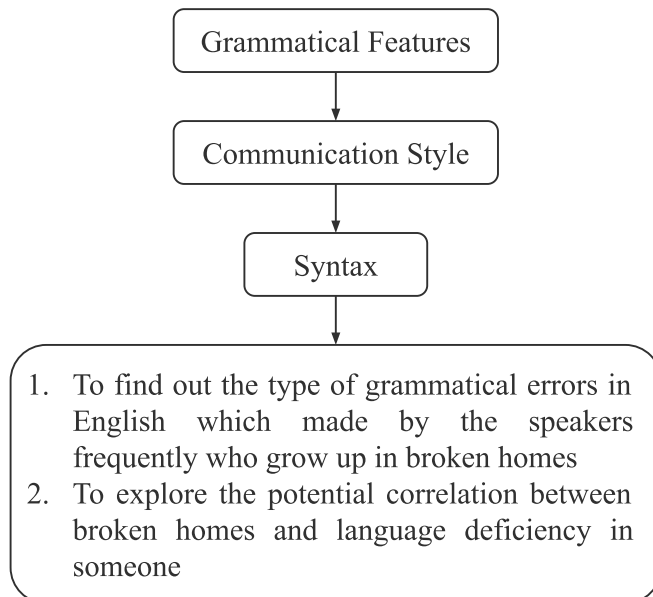 Grammatical Features
Communication Style
Syntax
1. To find out the type of grammatical errors in
English which made by the speakers
frequently who grow up in broken homes
2. To explore the potential correlation between
broken homes and language deficiency in
someone